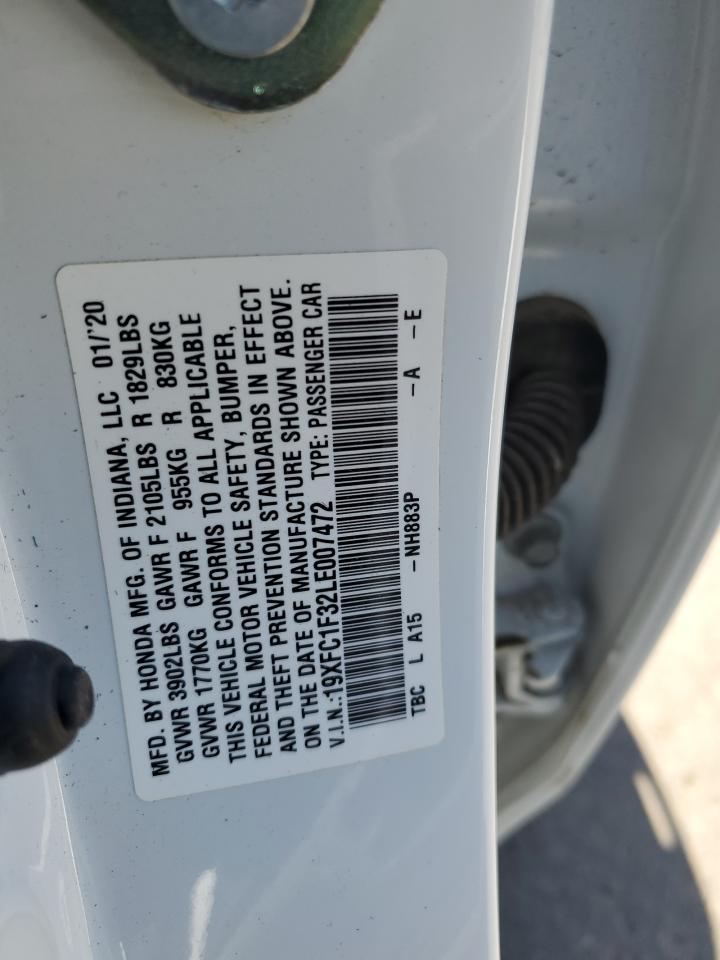 MFD. BY HONDA MFG. OF INDIANA, LLC 01/'20
GVWR 3902LBS GAWR F 2105LBS R 1829LBS
GVWR 1770KG GAWR F 955KG R 830KG
THIS VEHICLE CONFORMS TO ALL APPLICABLE
FEDERAL MOTOR VEHICLE SAFETY, BUMPER,
AND THEFT PREVENTION STANDARDS IN EFFECT
ON THE DATE OF MANUFACTURE SHOWN ABOVE.
V.I.N.:19XFC1F32LE007472 TYPE: PASSENGER CAR
TBC L A15 -NH883P -A -E